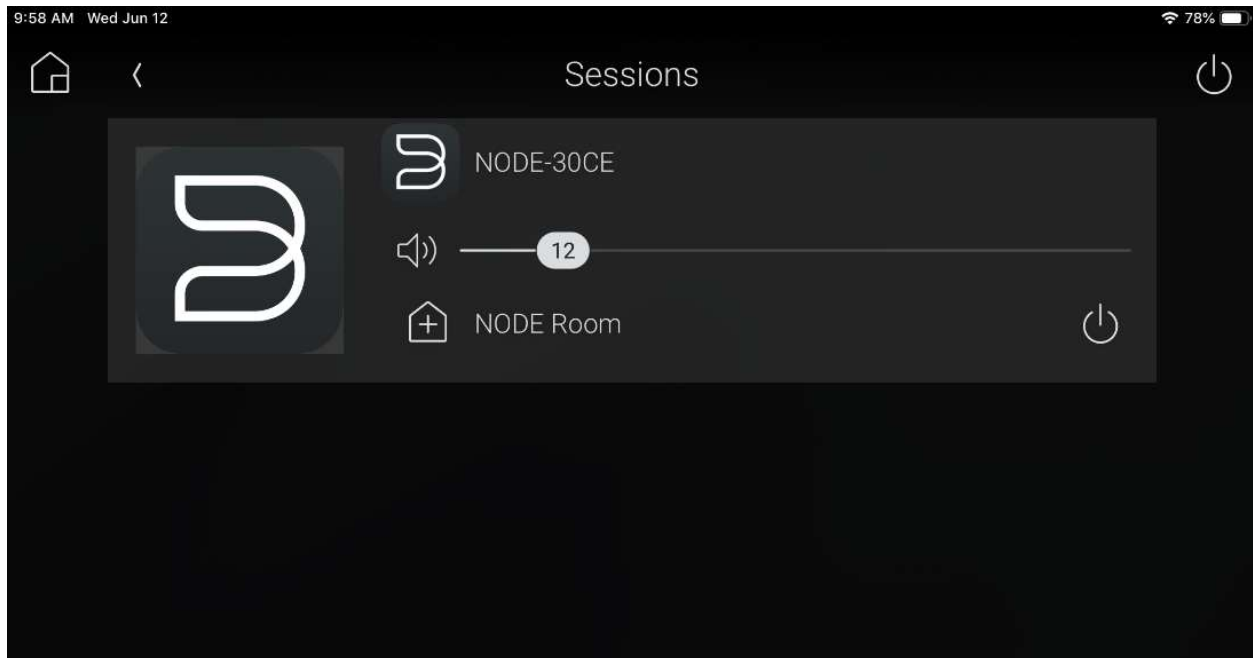 9:58 AM Wed Jun 12 78%
Sessions
NODE-30CE
12
NODE Room